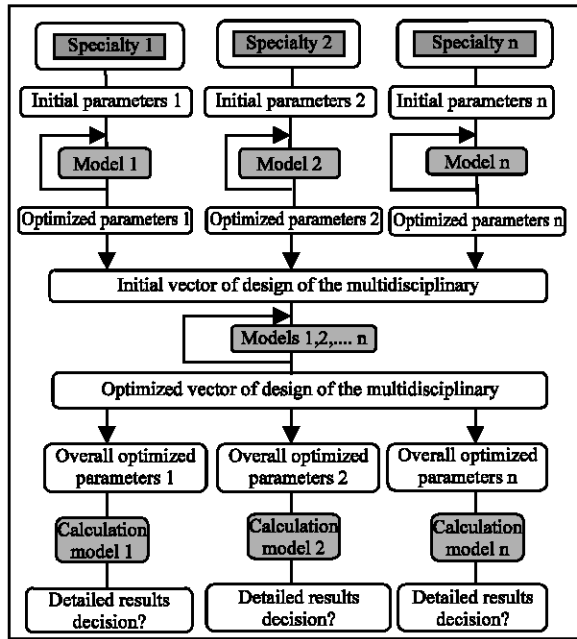 Specialty 1
Specialty 2
Specialty n
Initial parameters 1
Initial parameters 2
Initial parameters n
Model 1
Model 2
Model n
Optimized parameters 1
Optimized parameters 2
Optimized parameters n
Initial vector of design of the multidisciplinary
Models 1,2,.... n
Optimized vector of design of the multidisciplinary
Overall optimized
parameters 1
Overall optimized
parameters 2
Overall optimized
parameters n
Calculation
model 1
Calculation
model 2
Calculation
model n
Detailed results
decision?
Detailed results
decision?
Detailed results
decision?